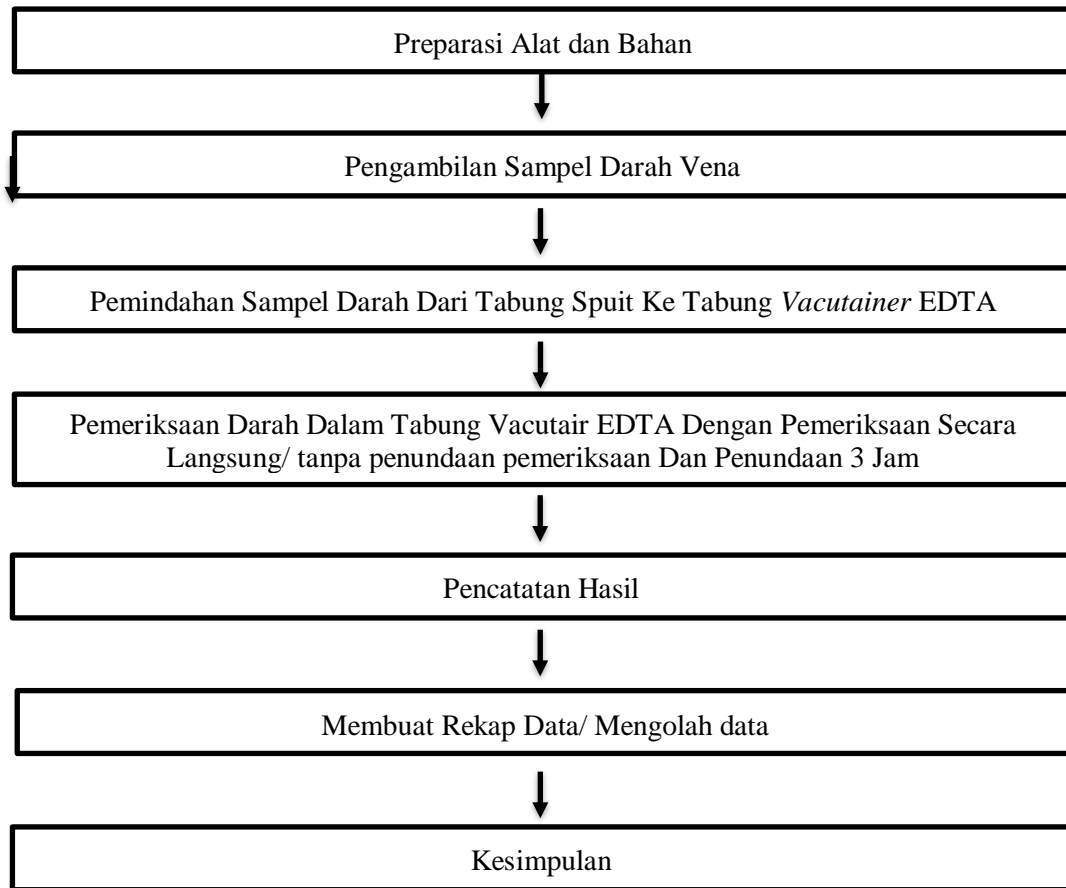 Preparasi Alat dan Bahan
Pengambilan Sampel Darah Vena
Pemindahan Sampel Darah Dari Tabung Spuit Ke Tabung Vacutainer EDTA
Pemeriksaan Darah Dalam Tabung Vacutair EDTA Dengan Pemeriksaan Secara
Langsung/ tanpa penundaan pemeriksaan Dan Penundaan 3 Jam
Pencatatan Hasil
Membuat Rekap Data/ Mengolah data
Kesimpulan